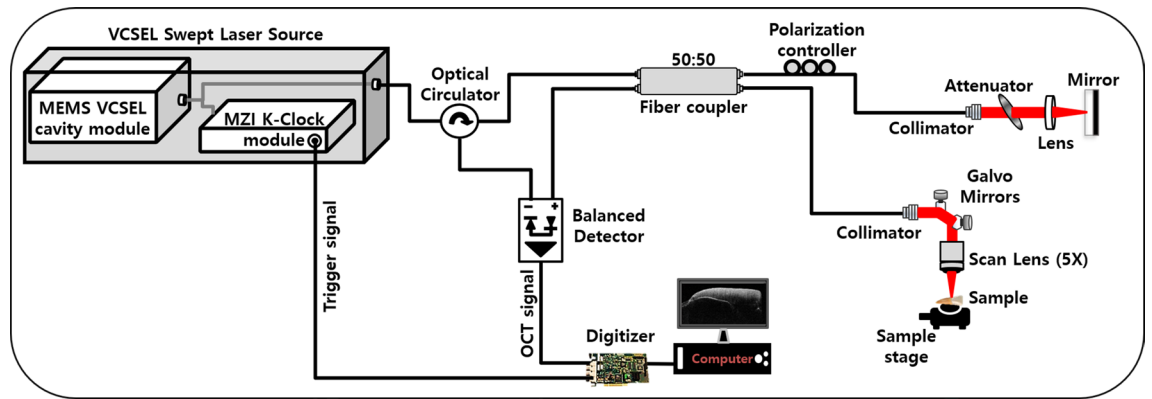 VCSEL Swept Laser Source
MEMS VCSEL
cavity module
MZI K-Clock
module
Optical
Circulator
50:50
Fiber coupler
Polarization
controller
Attenuator
Mirror
Collimator
Lens
Galvo
Mirrors
Collimator
Scan Lens (5X)
Sample
Sample
stage
Trigger signal
- +
Balanced
Detector
OCT signal
Digitizer
Computer